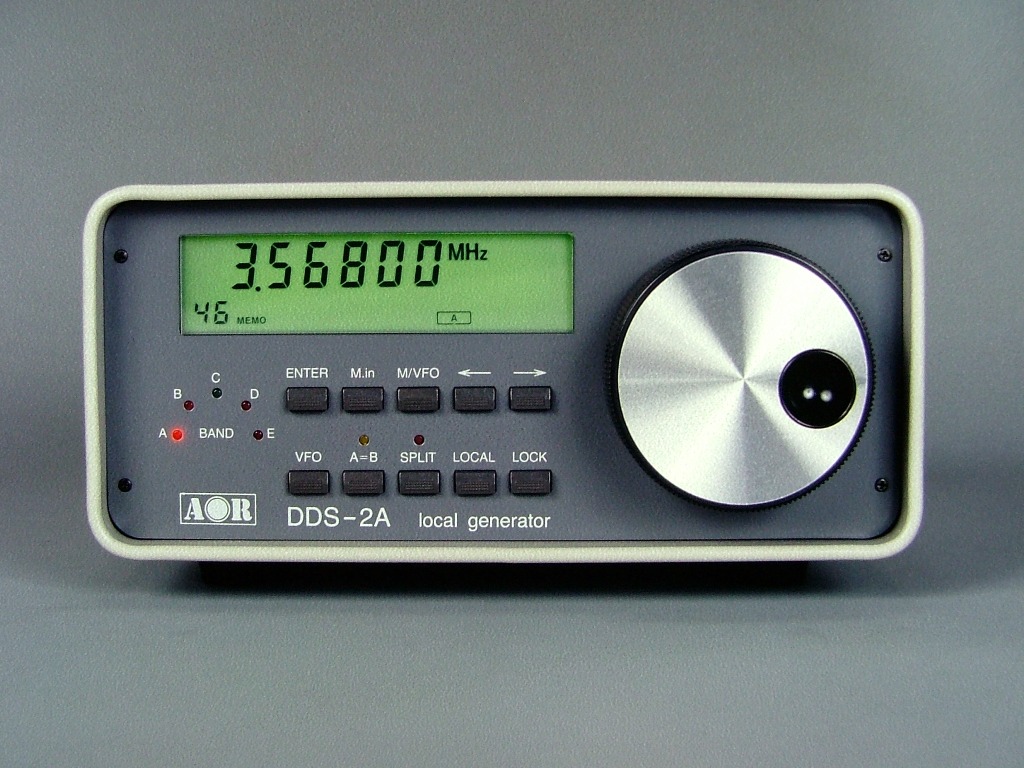 3.56800 MHz
46 MEMO A
ENTER M.in M/VFO ← →
C
B D
A BAND E
VFO A=B SPLIT LOCAL LOCK
AOR DDS-2A local generator